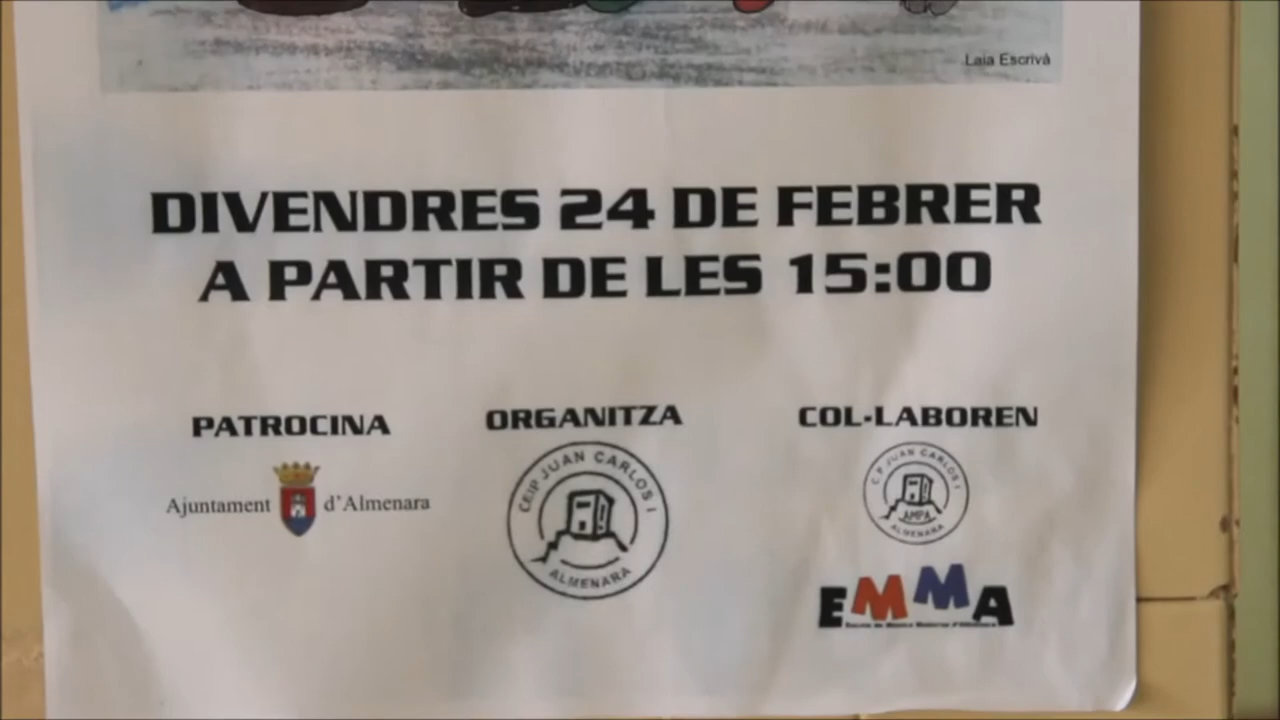 Laia Escrivà
DIVENDRES 24 DE FEBRER
A PARTIR DE LES 15:00
PATROCINA
ORGANITZA
COL·LABOREN
Ajuntament d'Almenara
CEIP JUAN CARLOS I
ALMENARA
C.P. JUAN CARLOS I
AMPA
ALMENARA
EMMA